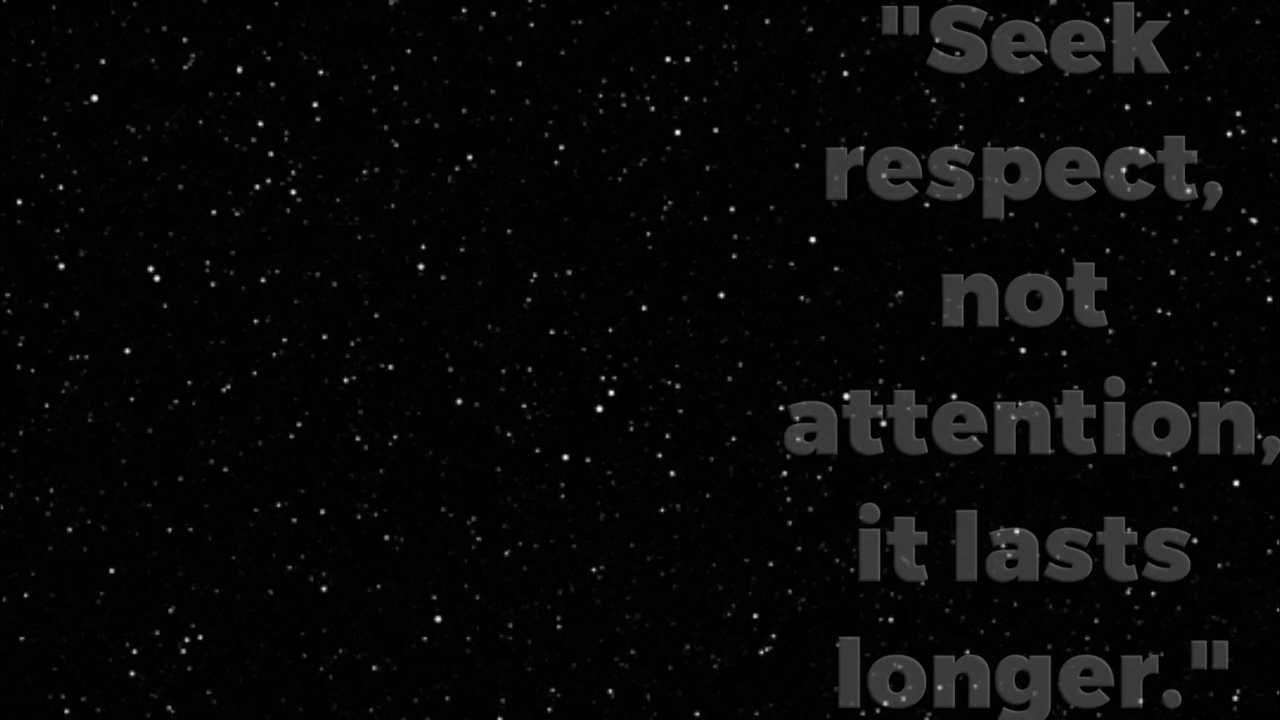 "Seek
respect,
not
attention,
it lasts
longer."